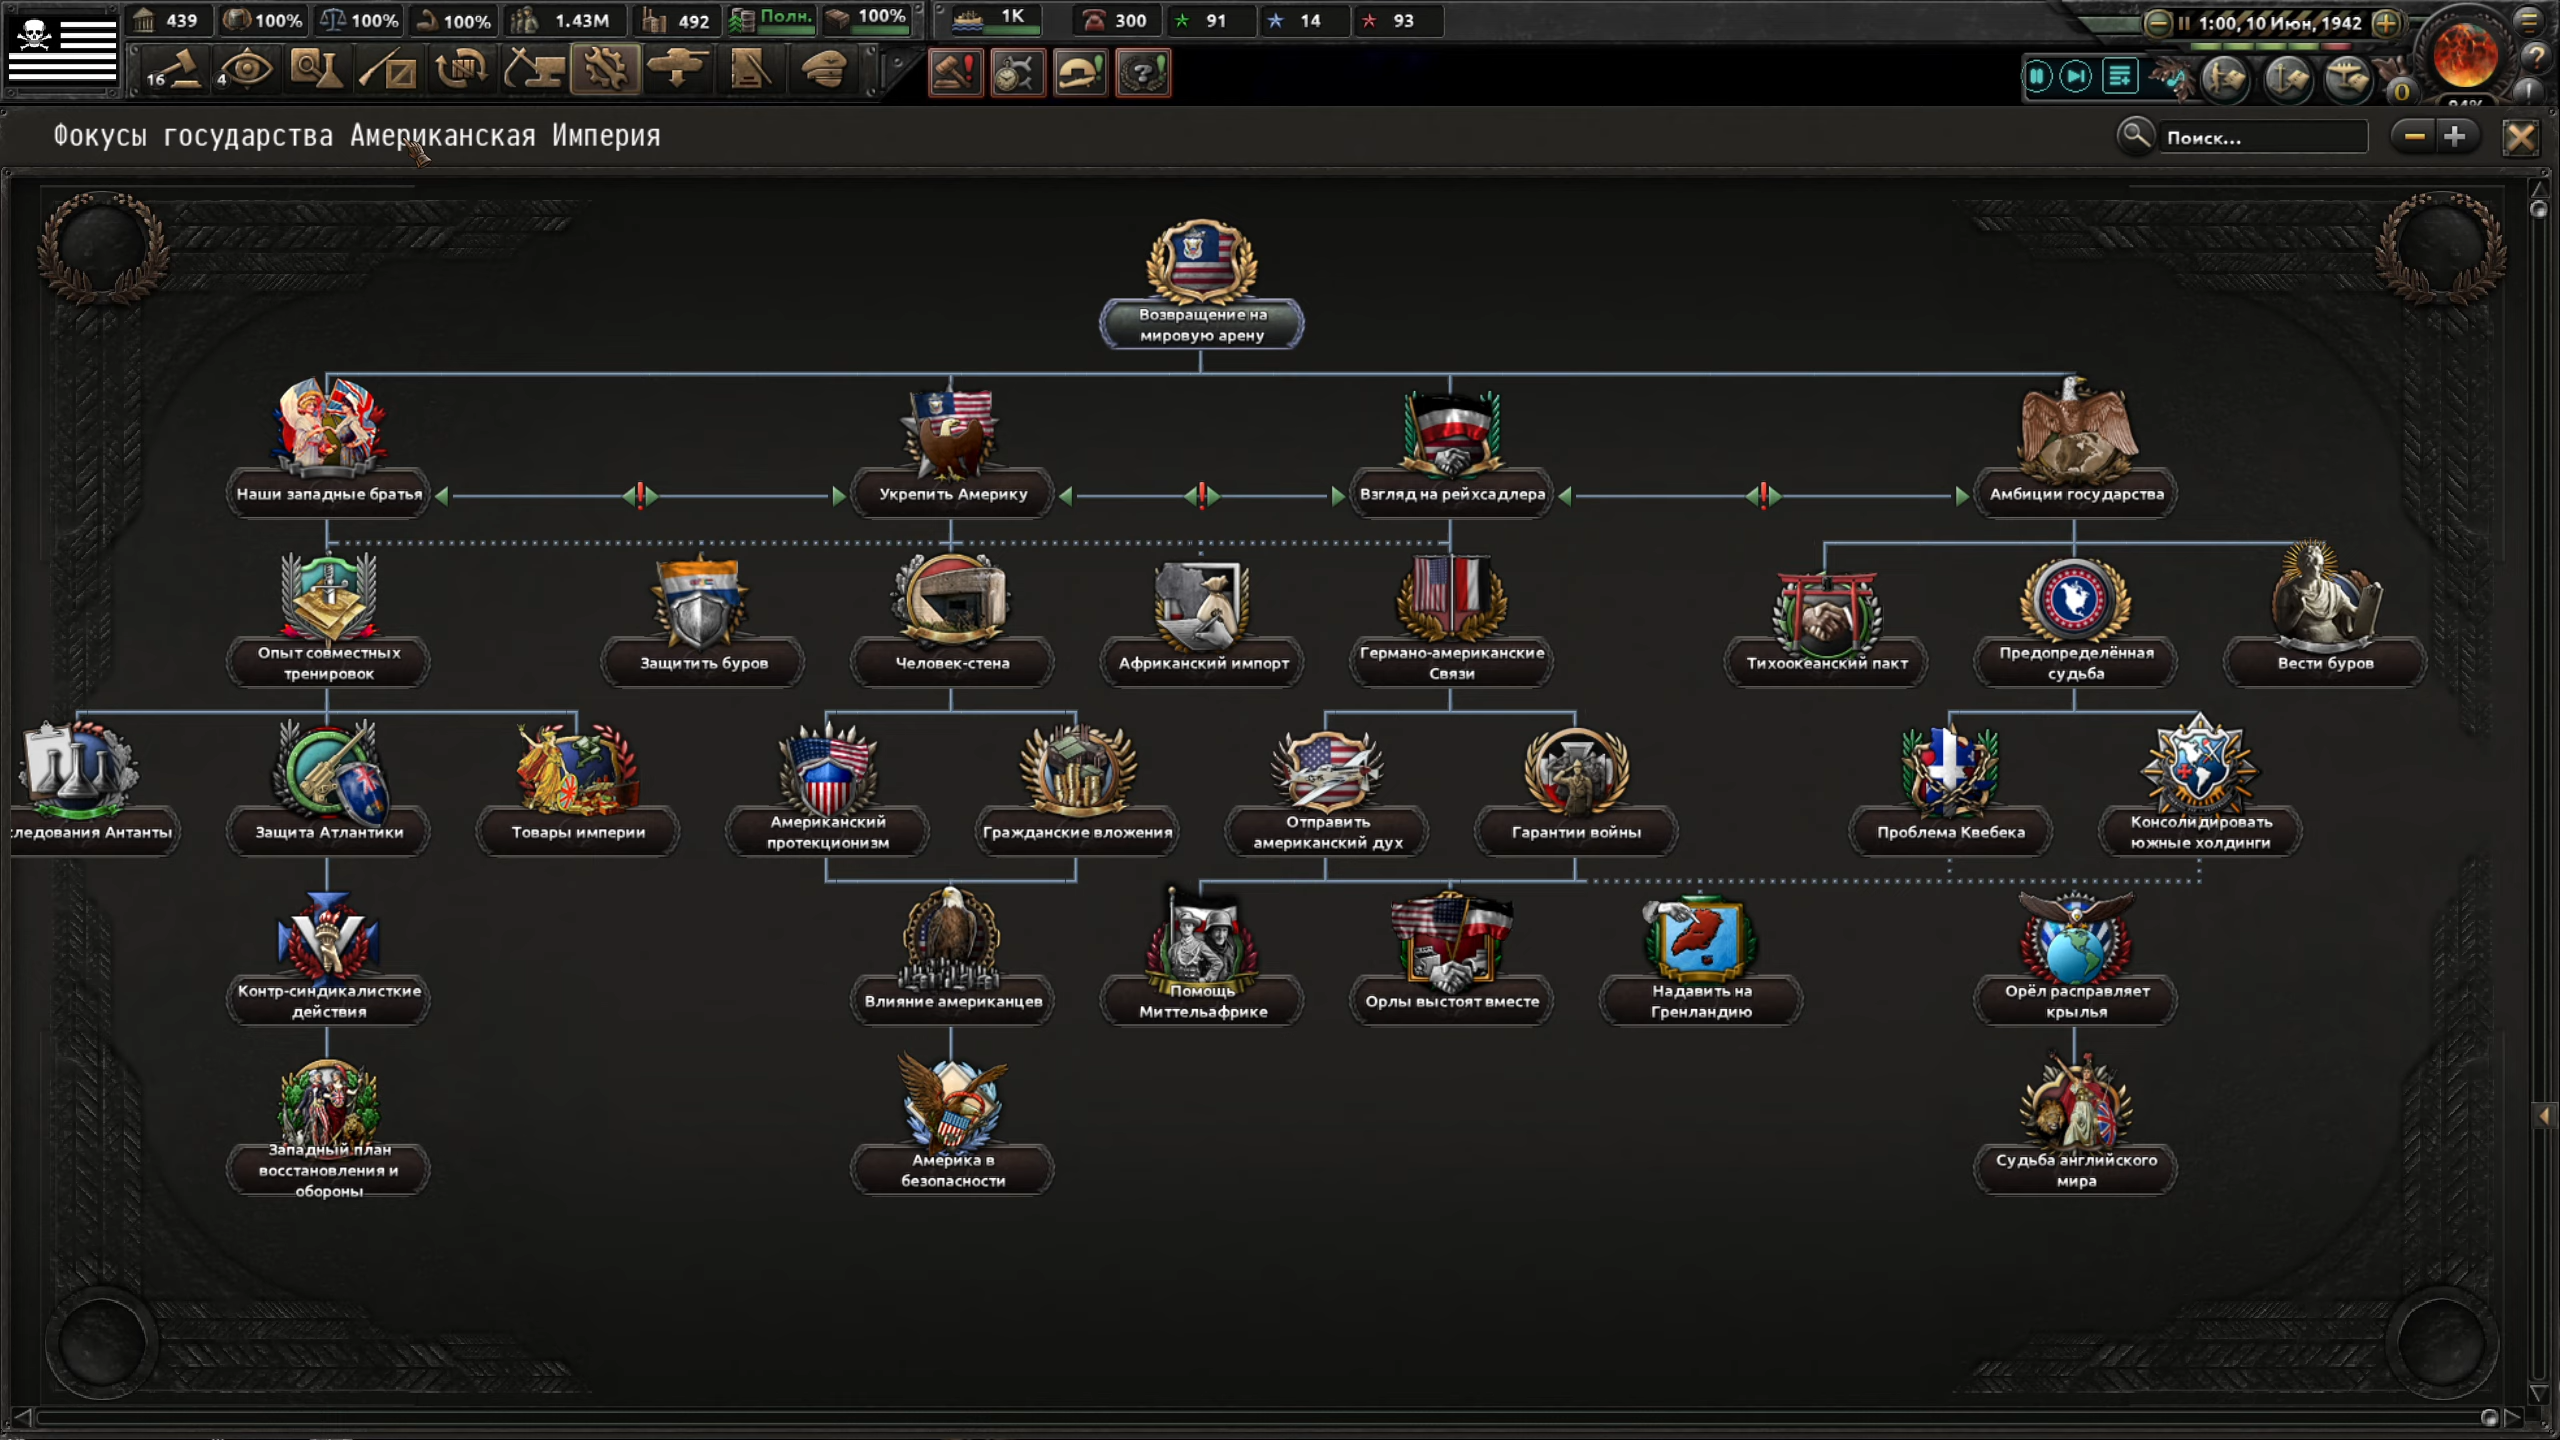 439 100% 100% 100% 1.43M 492 Полн. 100% 1K 300 91 14 93 1:00, 10 Июн, 1942
16 4 0
94%
Фокусы государства Американская Империя
Поиск...
Возвращение на
мировую арену
Наши западные братья
Укрепить Америку
Взгляд на рейхсадлера
Амбиции государства
Опыт совместных
тренировок
Защитить буров
Человек-стена
Африканский импорт
Германо-американские
Связи
Тихоокеанский пакт
Предопределённая
судьба
Вести буров
следования Антанты
Защита Атлантики
Товары империи
Американский
протекционизм
Гражданские вложения
Отправить
американский дух
Гарантии войны
Проблема Квебека
Консолидировать
южные холдинги
Контр-синдикалисткие
действия
Влияние американцев
Помощь
Миттельафрике
Орлы выстоят вместе
Надавить на
Гренландию
Орёл расправляет
крылья
Западный план
восстановления и
обороны
Америка в
безопасности
Судьба английского
мира